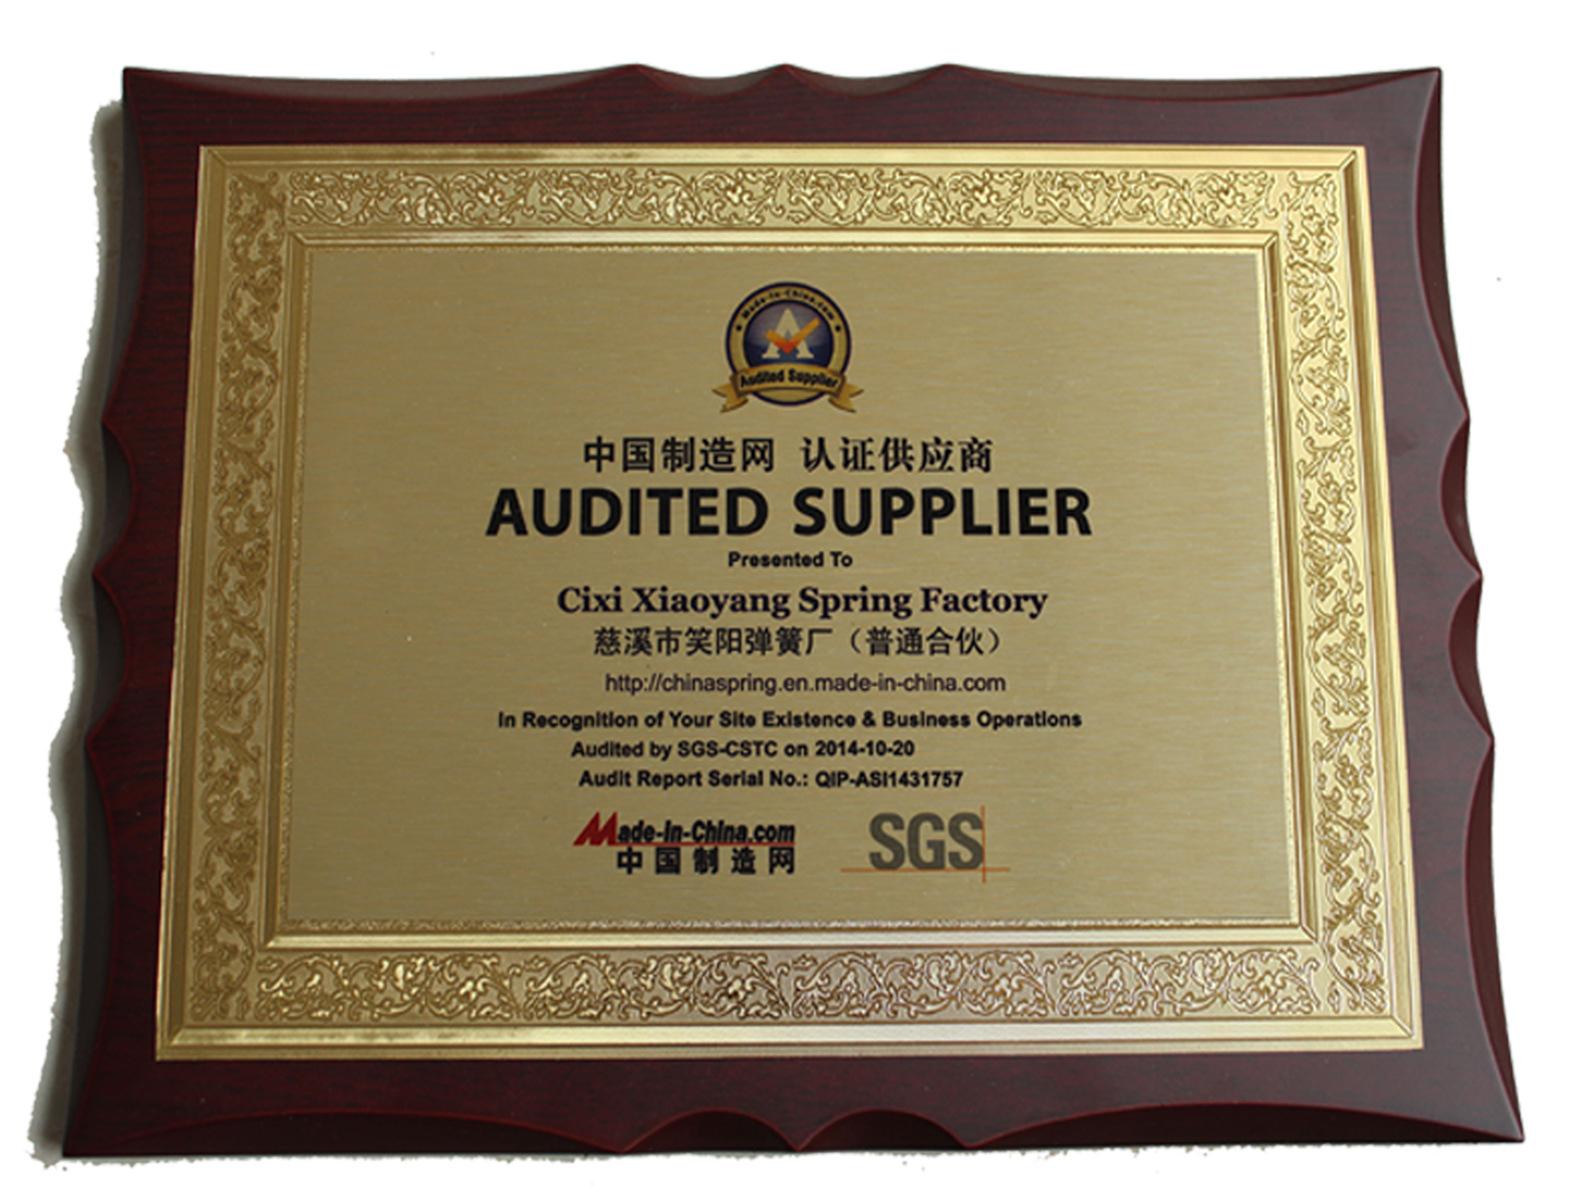 Made-in-China.com
A
Audited Supplier
中国制造网 认证供应商
AUDITED SUPPLIER
Presented To
Cixi Xiaoyang Spring Factory
慈溪市笑阳弹簧厂（普通合伙）
http://chinaspring.en.made-in-china.com
In Recognition of Your Site Existence & Business Operations
Audited by SGS-CSTC on 2014-10-20
Audit Report Serial No.: QIP-ASI1431757
Made-in-China.com
中国制造网
SGS